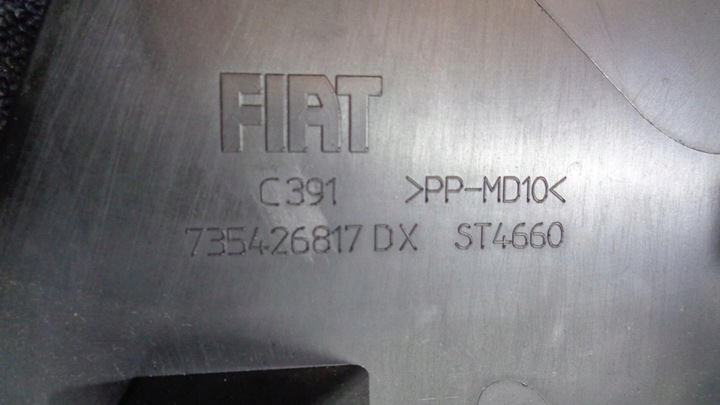 FIAT
C391 >PP-MD10<
735426817 DX ST4660